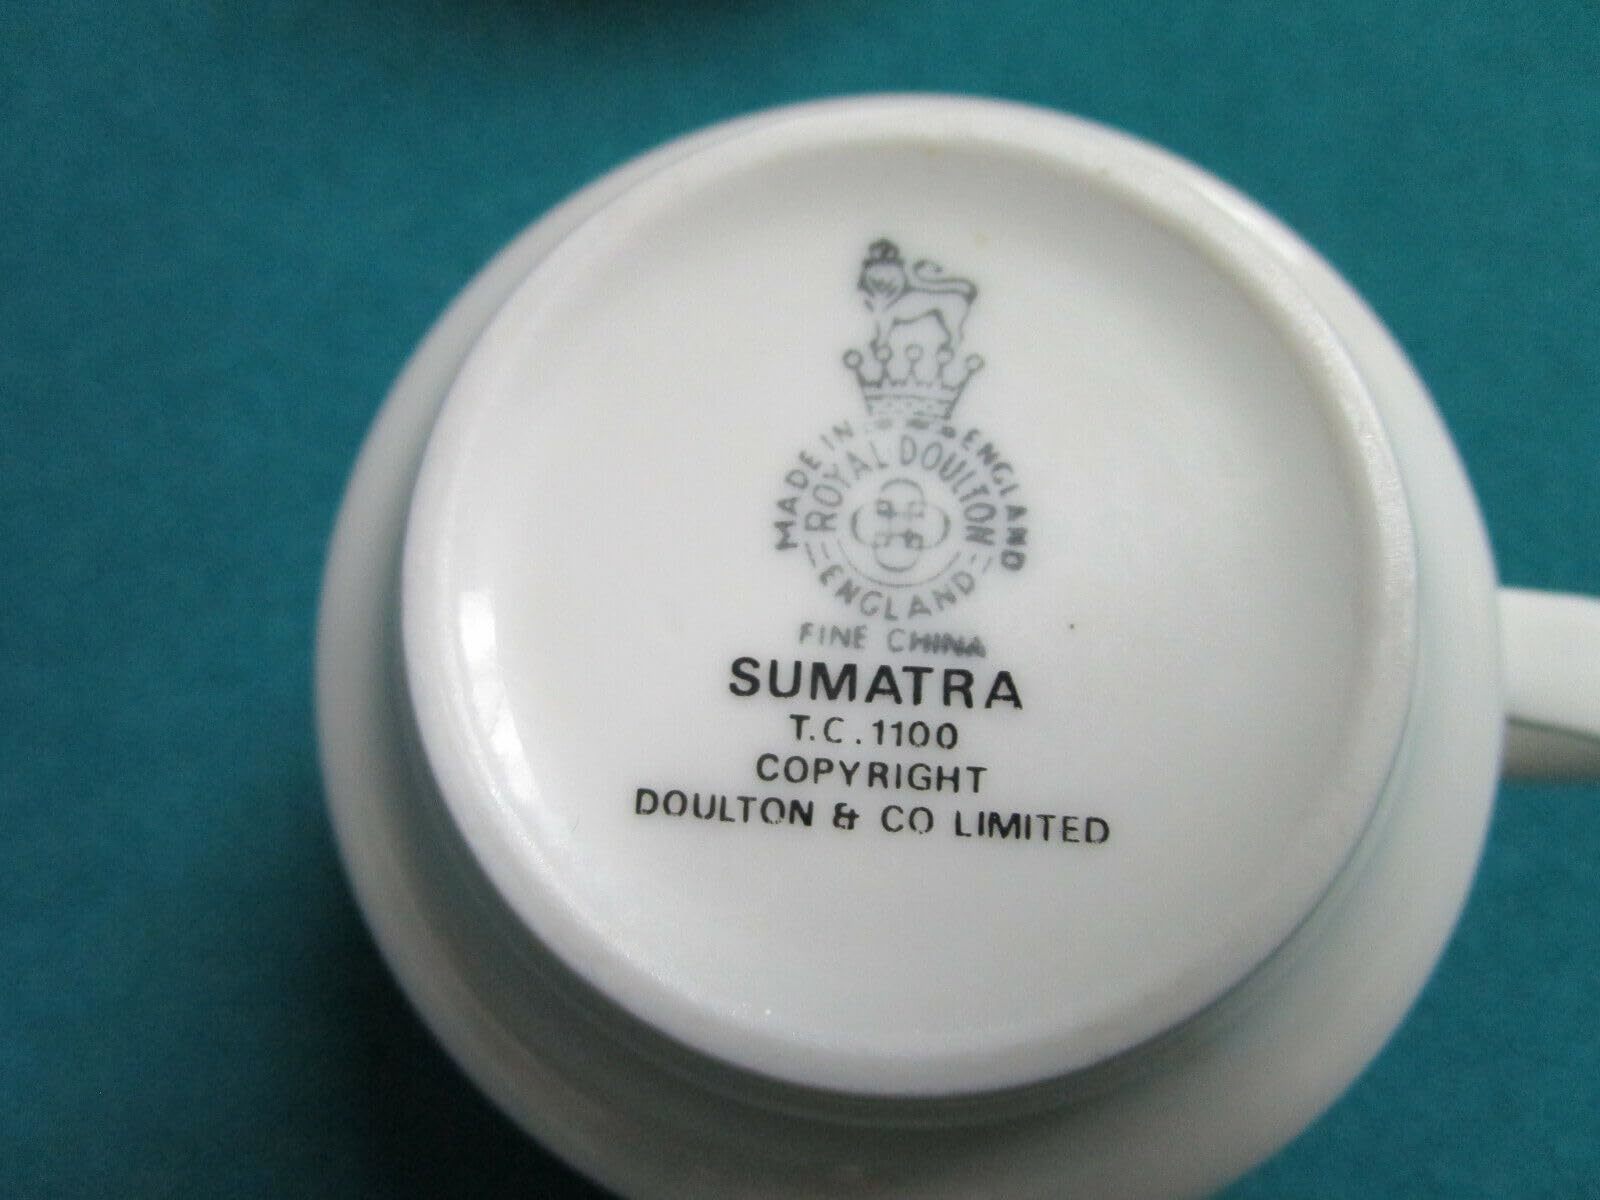 MADE IN ENGLAND
ROYAL DOULTON
ENGLAND
FINE CHINA
SUMATRA
T.C.1100
COPYRIGHT
DOULTON & CO LIMITED